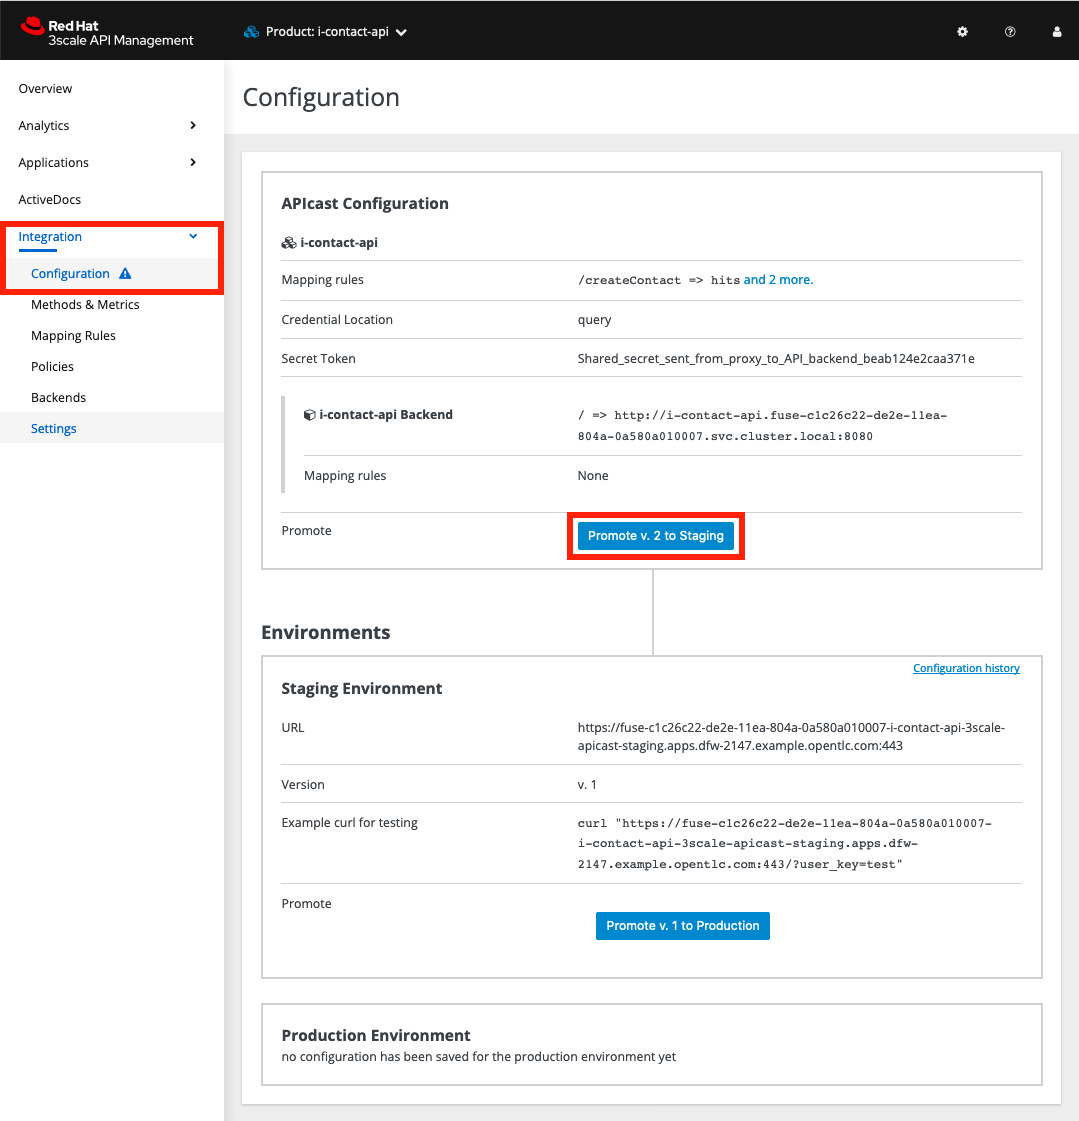 Red Hat
3scale API Management
Product: i-contact-api
Overview
Analytics
Applications
ActiveDocs
Integration
Configuration
Methods & Metrics
Mapping Rules
Policies
Backends
Settings
Configuration
APIcast Configuration
i-contact-api
Mapping rules
/createContact => hits and 2 more.
Credential Location
query
Secret Token
Shared_secret_sent_from_proxy_to_API_backend_beab124e2caa371e
i-contact-api Backend
/ => http://i-contact-api.fuse-c1c26c22-de2e-11ea-
804a-0a580a010007.svc.cluster.local:8080
Mapping rules
None
Promote
Promote v. 2 to Staging
Environments
Configuration history
Staging Environment
URL
https://fuse-c1c26c22-de2e-11ea-804a-0a580a010007-i-contact-api-3scale-
apicast-staging.apps.dfw-2147.example.opentlc.com:443
Version
v. 1
Example curl for testing
curl "https://fuse-c1c26c22-de2e-11ea-804a-0a580a010007-
i-contact-api-3scale-apicast-staging.apps.dfw-
2147.example.opentlc.com:443/?user_key=test"
Promote
Promote v. 1 to Production
Production Environment
no configuration has been saved for the production environment yet